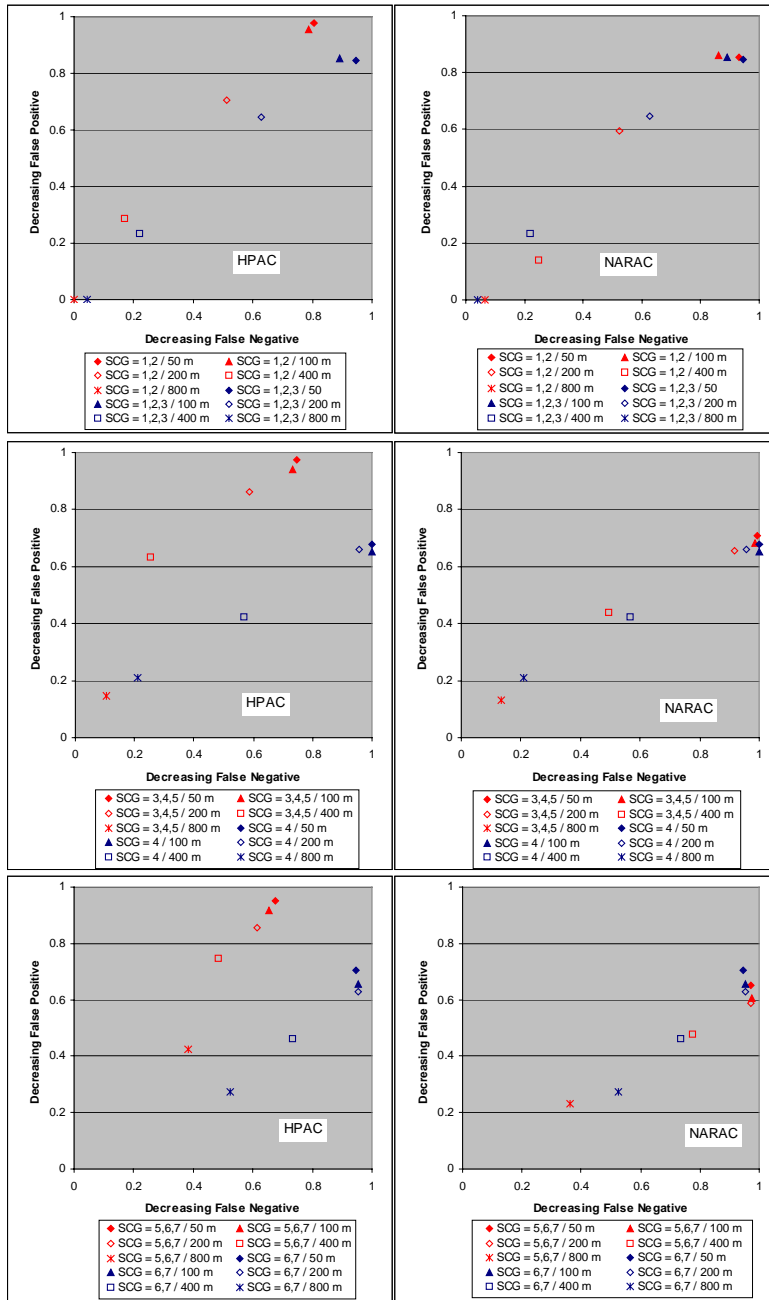 1
0.8
0.6
0.4
0.2
0
0 0.2 0.4 0.6 0.8 1
Decreasing False Positive
Decreasing False Negative
HPAC
SCG = 1,2 / 50 m SCG = 1,2 / 100 m
SCG = 1,2 / 200 m SCG = 1,2 / 400 m
SCG = 1,2 / 800 m SCG = 1,2,3 / 50
SCG = 1,2,3 / 100 m SCG = 1,2,3 / 200 m
SCG = 1,2,3 / 400 m SCG = 1,2,3 / 800 m
1
0.8
0.6
0.4
0.2
0
0 0.2 0.4 0.6 0.8 1
Decreasing False Positive
Decreasing False Negative
NARAC
SCG = 1,2 / 50 m SCG = 1,2 / 100 m
SCG = 1,2 / 200 m SCG = 1,2 / 400 m
SCG = 1,2 / 800 m SCG = 1,2,3 / 50
SCG = 1,2,3 / 100 m SCG = 1,2,3 / 200 m
SCG = 1,2,3 / 400 m SCG = 1,2,3 / 800 m
1
0.8
0.6
0.4
0.2
0
0 0.2 0.4 0.6 0.8 1
Decreasing False Positive
Decreasing False Negative
HPAC
SCG = 3,4,5 / 50 m SCG = 3,4,5 / 100 m
SCG = 3,4,5 / 200 m SCG = 3,4,5 / 400 m
SCG = 3,4,5 / 800 m SCG = 4 / 50 m
SCG = 4 / 100 m SCG = 4 / 200 m
SCG = 4 / 400 m SCG = 4 / 800 m
1
0.8
0.6
0.4
0.2
0
0 0.2 0.4 0.6 0.8 1
Decreasing False Positive
Decreasing False Negative
NARAC
SCG = 3,4,5 / 50 m SCG = 3,4,5 / 100 m
SCG = 3,4,5 / 200 m SCG = 3,4,5 / 400 m
SCG = 3,4,5 / 800 m SCG = 4 / 50 m
SCG = 4 / 100 m SCG = 4 / 200 m
SCG = 4 / 400 m SCG = 4 / 800 m
1
0.8
0.6
0.4
0.2
0
0 0.2 0.4 0.6 0.8 1
Decreasing False Positive
Decreasing False Negative
HPAC
SCG = 5,6,7 / 50 m SCG = 5,6,7 / 100 m
SCG = 5,6,7 / 200 m SCG = 5,6,7 / 400 m
SCG = 5,6,7 / 800 m SCG = 6,7 / 50 m
SCG = 6,7 / 100 m SCG = 6,7 / 200 m
SCG = 6,7 / 400 m SCG = 6,7 / 800 m
1
0.8
0.6
0.4
0.2
0
0 0.2 0.4 0.6 0.8 1
Decreasing False Positive
Decreasing False Negative
NARAC
SCG = 5,6,7 / 50 m SCG = 5,6,7 / 100 m
SCG = 5,6,7 / 200 m SCG = 5,6,7 / 400 m
SCG = 5,6,7 / 800 m SCG = 6,7 / 50 m
SCG = 6,7 / 100 m SCG = 6,7 / 200 m
SCG = 6,7 / 400 m SCG = 6,7 / 800 m